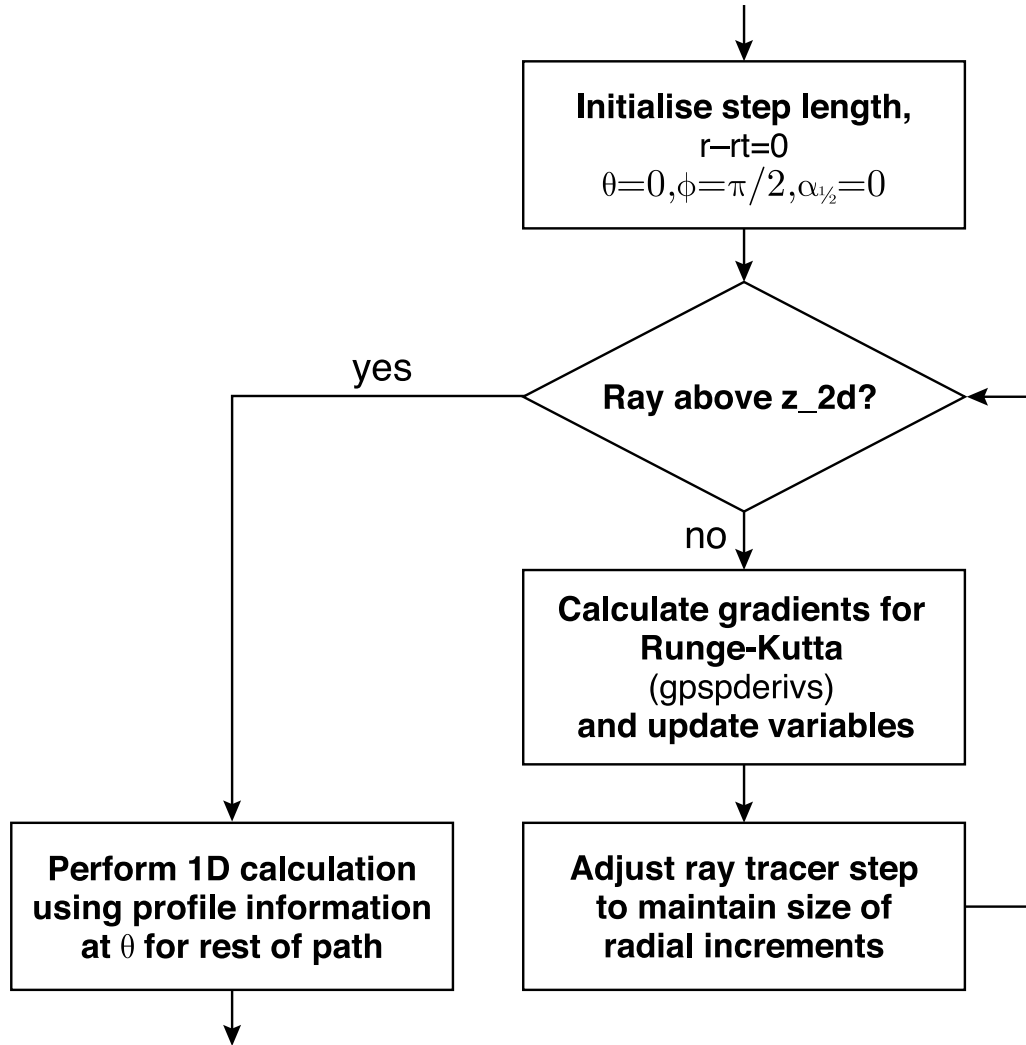 Initialise step length,
r–rt=0
θ=0,ϕ=π/2,α½=0
Ray above z_2d?
yes
no
Calculate gradients for
Runge-Kutta
(gpspderivs)
and update variables
Perform 1D calculation
using profile information
at θ for rest of path
Adjust ray tracer step
to maintain size of
radial increments